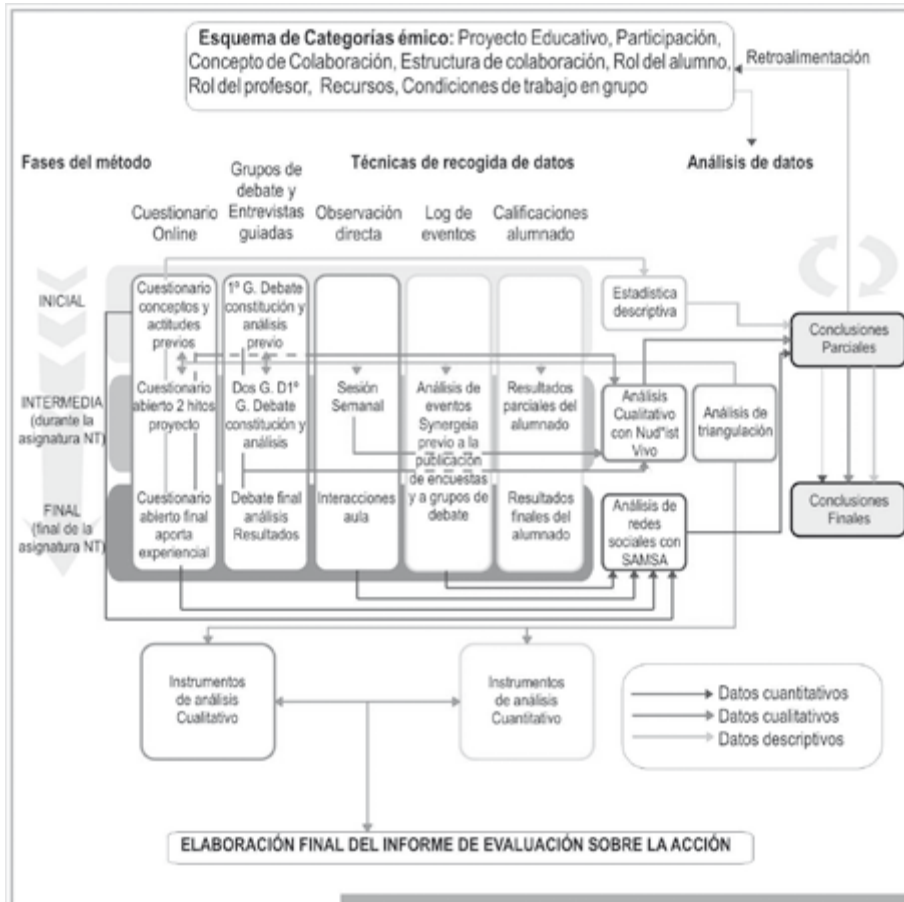 Esquema de Categorías émico: Proyecto Educativo, Participación,
Concepto de Colaboración, Estructura de colaboración, Rol del alumno,
Rol del profesor, Recursos, Condiciones de trabajo en grupo
Retroalimentación
Fases del método
Técnicas de recogida de datos
Análisis de datos
Cuestionario
Online
Grupos de
debate y
Entrevistas
guiadas
Observación
directa
Log de
eventos
Calificaciones
alumnado
INICIAL
Cuestionario
conceptos y
actitudes
previos
1º G. Debate
constitución y
análisis
previo
Estadística
descriptiva
Conclusiones
Parciales
INTERMEDIA
(durante la
asignatura NT)
Cuestionario
abierto 2 hitos
proyecto
Dos G. D1º
G. Debate
constitución y
análisis
Sesión
Semanal
Análisis de
eventos
Synergeia
previo a la
publicación
de encuestas
y a grupos de
debate
Resultados
parciales del
alumnado
Análisis
Cualitativo
con Nud*ist
Vivo
Análisis de
triangulación
FINAL
(final de la
asignatura NT)
Cuestionario
abierto final
aporta
experiencial
Debate final
análisis
Resultados
Interacciones
aula
Resultados
finales del
alumnado
Análisis de
redes
sociales con
SAMSA
Conclusiones
Finales
Instrumentos
de análisis
Cualitativo
Instrumentos
de análisis
Cuantitativo
Datos cuantitativos
Datos cualitativos
Datos descriptivos
ELABORACIÓN FINAL DEL INFORME DE EVALUACIÓN SOBRE LA ACCIÓN